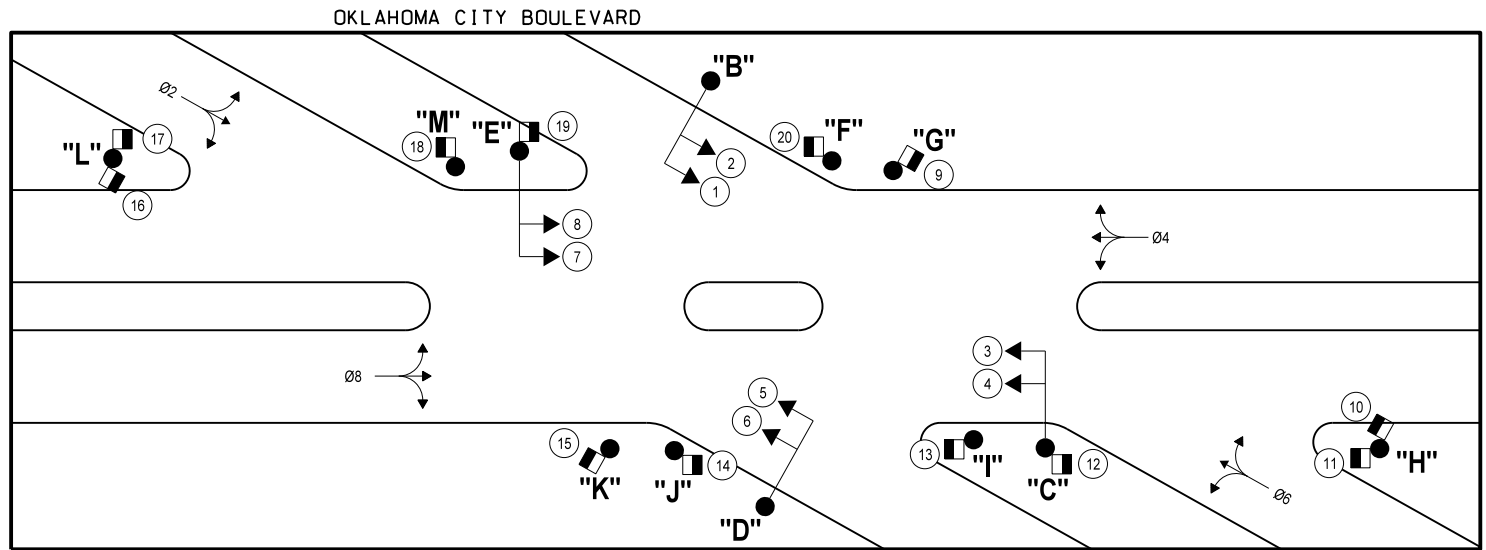 OKLAHOMA CITY BOULEVARD
"B"
Ø2
"M" "E" 19 20 "F" "G"
"L" 17 18 2 9
16 1
8
7 Ø4
3
Ø8 5 4
6 10
15 13 "I" 12 11 "H"
"K" "J" 14 "C" Ø6
"D"